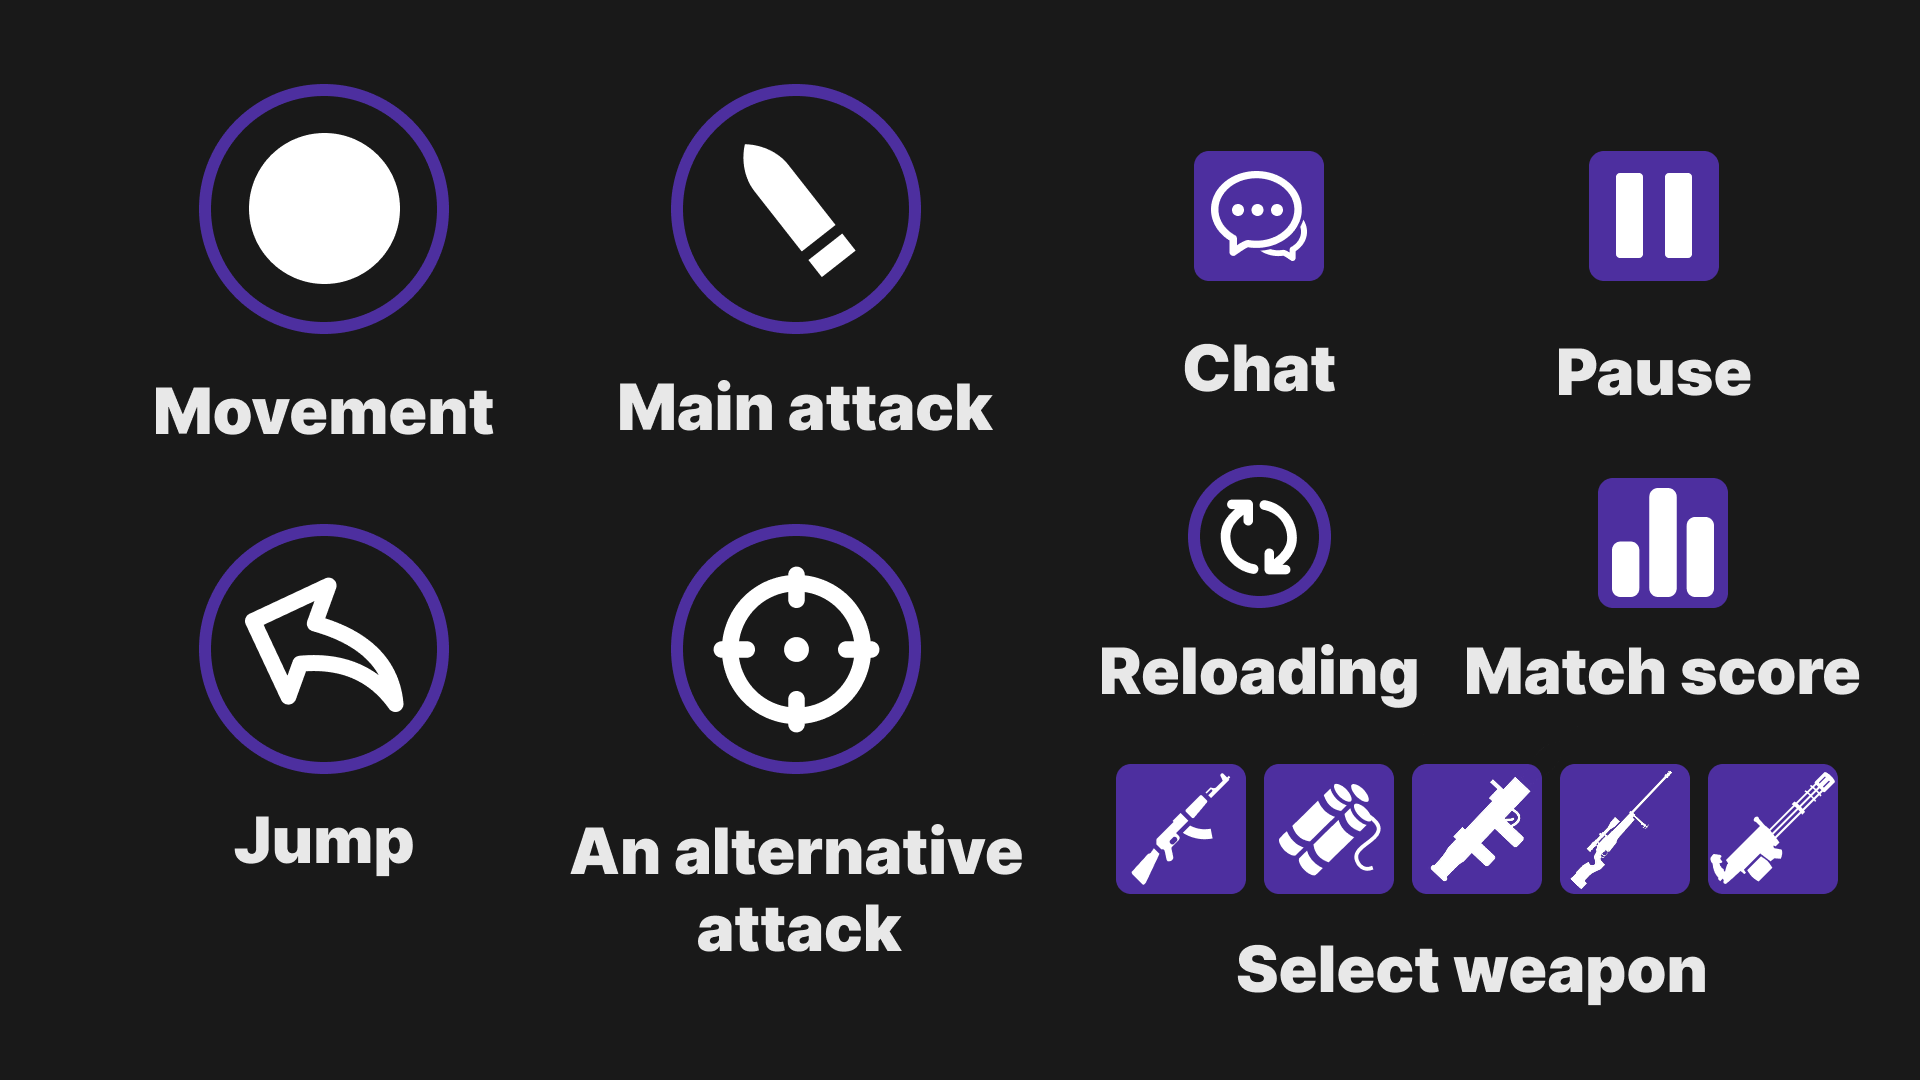 Movement
Main attack
Chat
Pause
Reloading
Match score
Jump
An alternative
attack
Select weapon